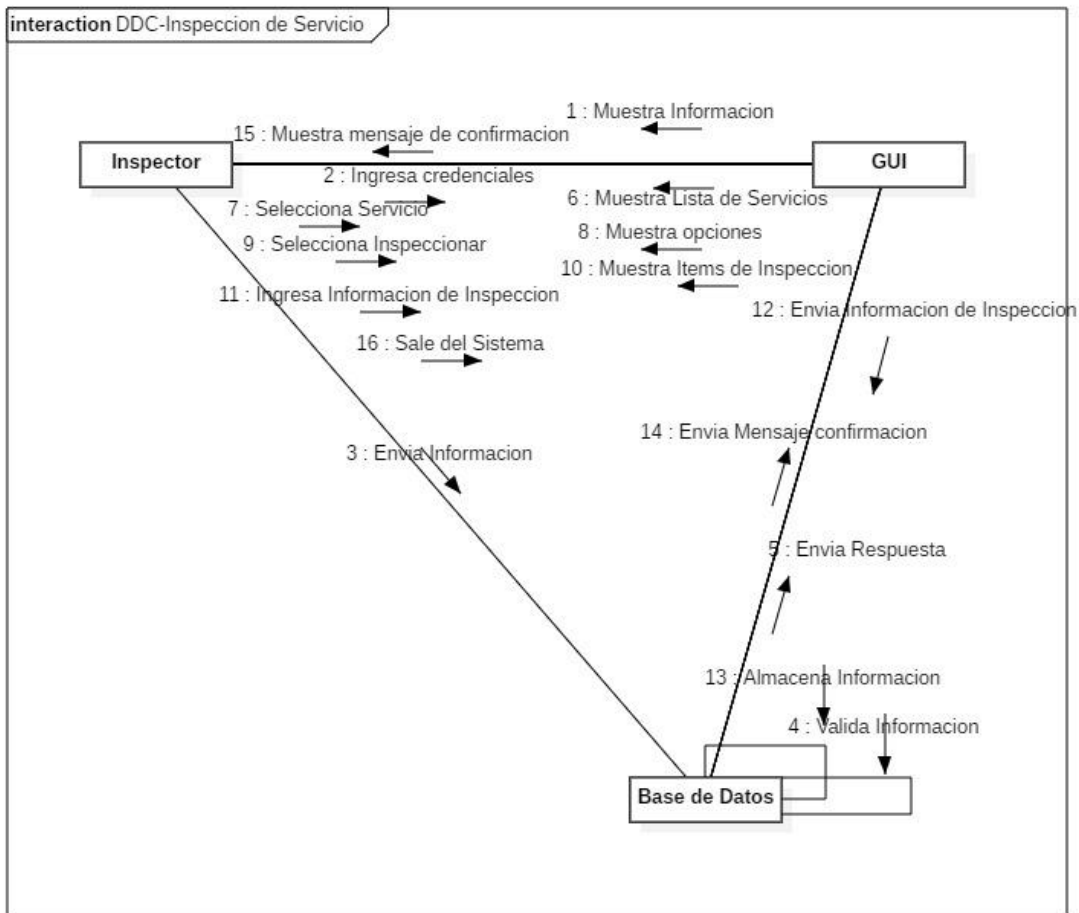 interaction DDC-Inspeccion de Servicio
1 : Muestra Informacion
15 : Muestra mensaje de confirmacion
Inspector
GUI
2 : Ingresa credenciales
6 : Muestra Lista de Servicios
7 : Selecciona Servicio
8 : Muestra opciones
9 : Selecciona Inspeccionar
10 : Muestra Items de Inspeccion
11 : Ingresa Informacion de Inspeccion
12 : Envia Informacion de Inspeccion
16 : Sale del Sistema
14 : Envia Mensaje confirmacion
3 : Envia Informacion
5 : Envia Respuesta
13 : Almacena Informacion
4 : Valida Informacion
Base de Datos